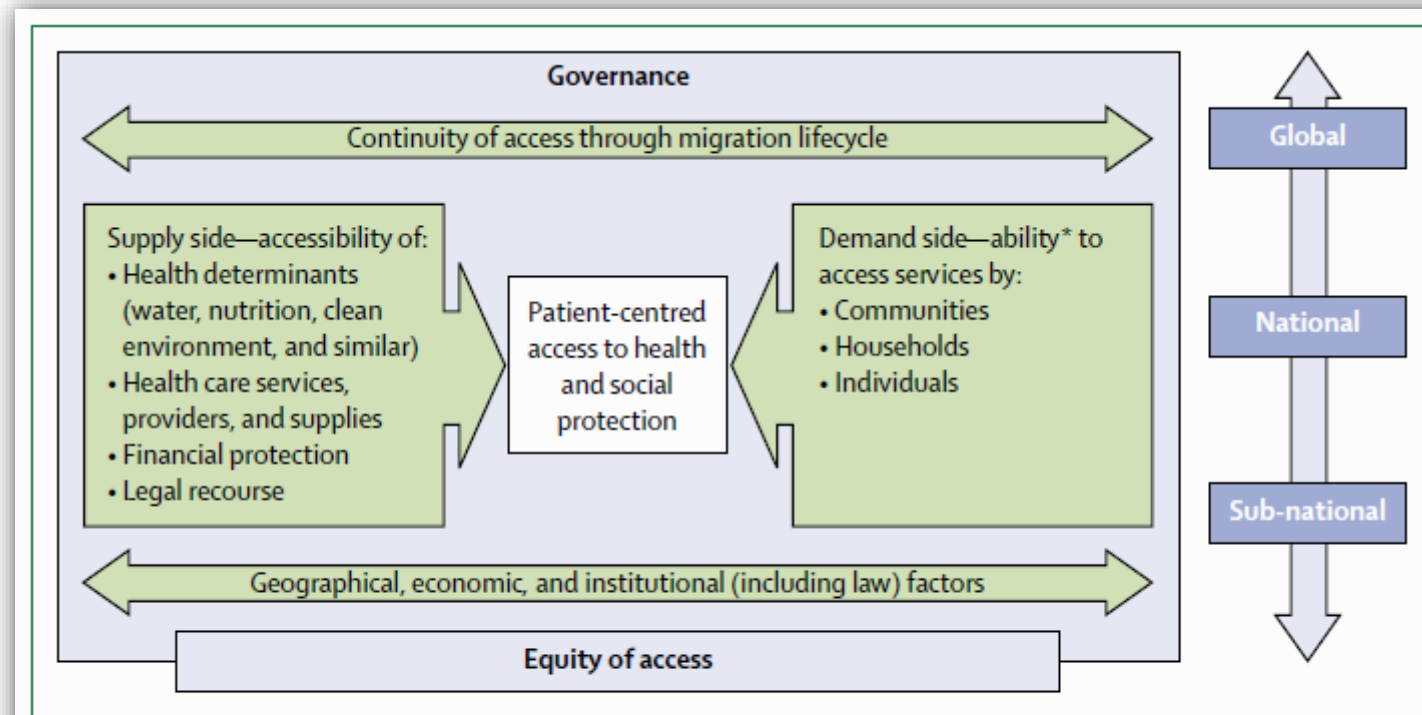 Governance
Continuity of access through migration lifecycle
Supply side—accessibility of:
• Health determinants
(water, nutrition, clean
environment, and similar)
• Health care services,
providers, and supplies
• Financial protection
• Legal recourse
Patient-centred
access to health
and social
protection
Demand side—ability* to
access services by:
• Communities
• Households
• Individuals
Geographical, economic, and institutional (including law) factors
Equity of access
Global
National
Sub-national